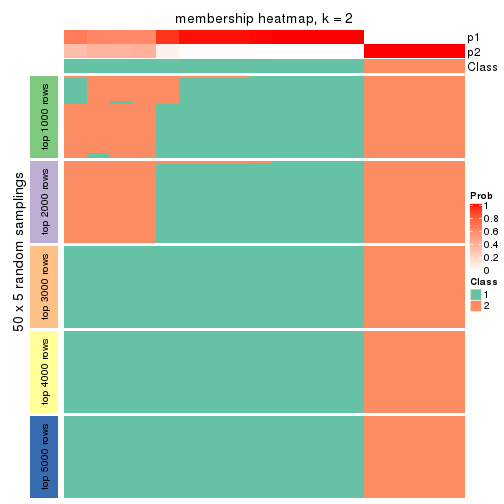 membership heatmap, k = 2
p1
p2
Class
50 x 5 random samplings
top 1000 rows
top 2000 rows
top 3000 rows
top 4000 rows
top 5000 rows
Prob
1
0.8
0.6
0.4
0.2
0
Class
1
2